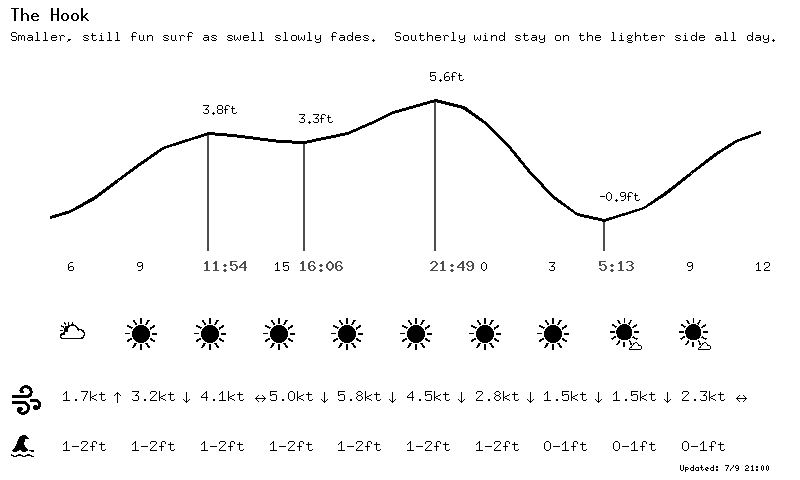 The Hook
Smaller, still fun surf as swell slowly fades.  Southerly wind stay on the lighter side all day.
5.6ft
3.8ft
3.3ft
-0.9ft
6 9 11:54 15 16:06 21:49 0 3 5:13 9 12
1.7kt ↑ 3.2kt ↓ 4.1kt ↔ 5.0kt ↓ 5.8kt ↓ 4.5kt ↓ 2.8kt ↓ 1.5kt ↓ 1.5kt ↓ 2.3kt ↔
1-2ft 1-2ft 1-2ft 1-2ft 1-2ft 1-2ft 1-2ft 0-1ft 0-1ft 0-1ft
Updated: 7/9 21:00